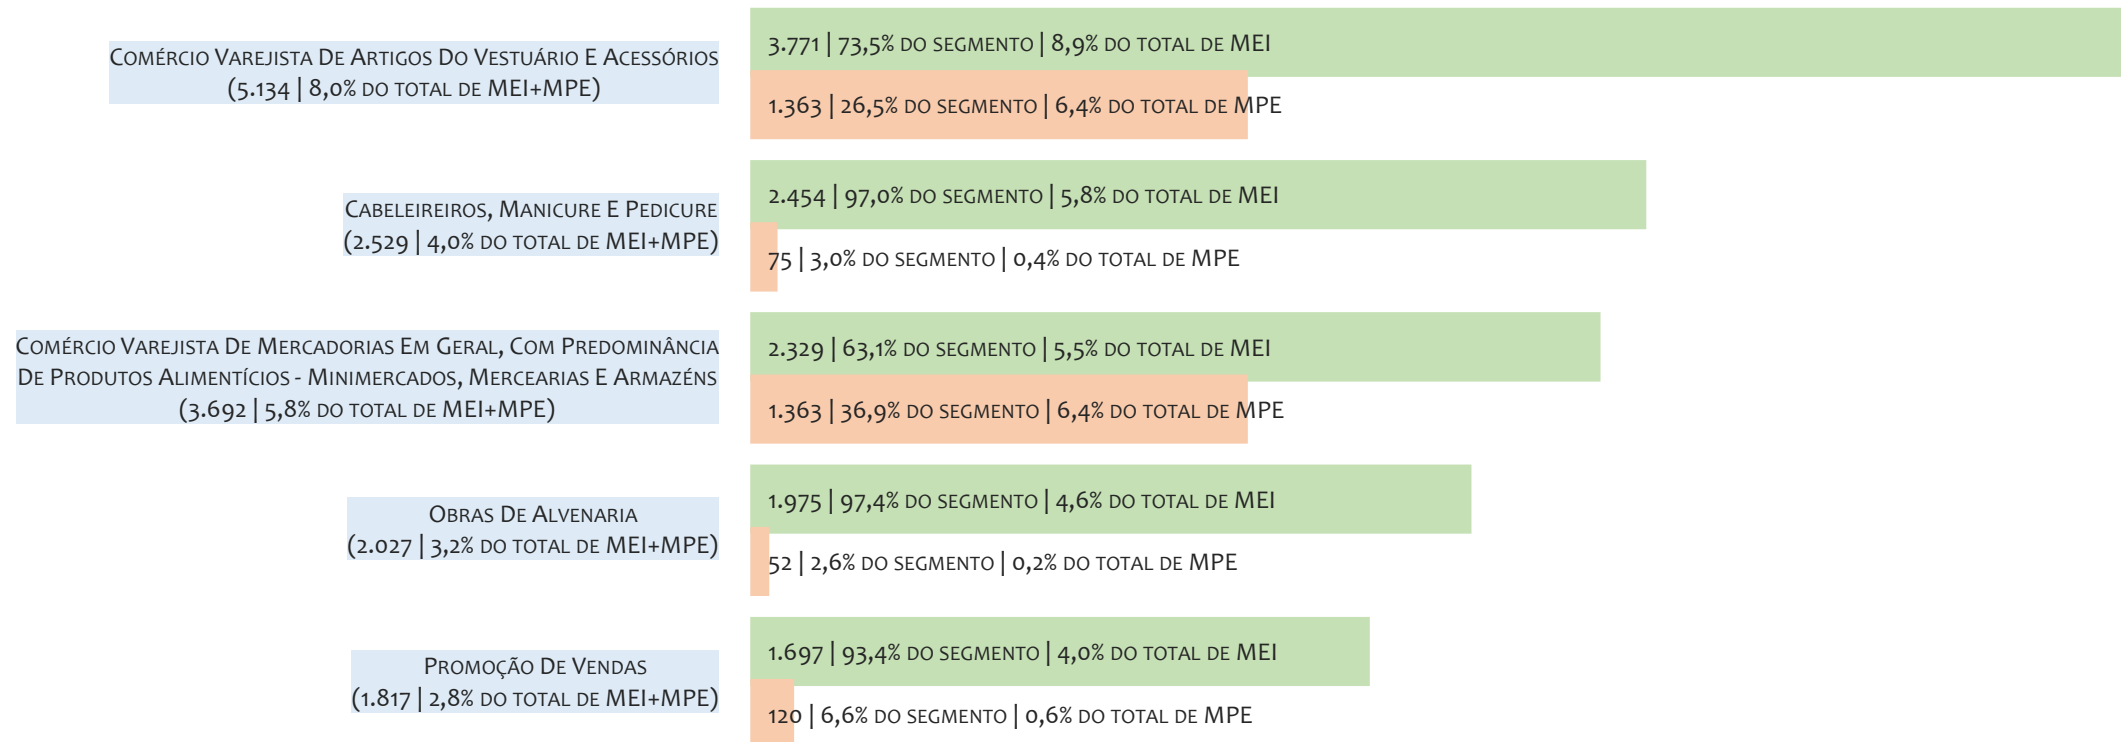 Comércio Varejista De Artigos Do Vestuário E Acessórios
(5.134 | 8,0% do total de MEI+MPE)
3.771 | 73,5% do segmento | 8,9% do total de MEI
1.363 | 26,5% do segmento | 6,4% do total de MPE
Cabeleireiros, Manicure E Pedicure
(2.529 | 4,0% do total de MEI+MPE)
2.454 | 97,0% do segmento | 5,8% do total de MEI
75 | 3,0% do segmento | 0,4% do total de MPE
Comércio Varejista De Mercadorias Em Geral, Com Predominância
De Produtos Alimentícios - Minimercados, Mercearias E Armazéns
(3.692 | 5,8% do total de MEI+MPE)
2.329 | 63,1% do segmento | 5,5% do total de MEI
1.363 | 36,9% do segmento | 6,4% do total de MPE
Obras De Alvenaria
(2.027 | 3,2% do total de MEI+MPE)
1.975 | 97,4% do segmento | 4,6% do total de MEI
52 | 2,6% do segmento | 0,2% do total de MPE
Promoção De Vendas
(1.817 | 2,8% do total de MEI+MPE)
1.697 | 93,4% do segmento | 4,0% do total de MEI
120 | 6,6% do segmento | 0,6% do total de MPE